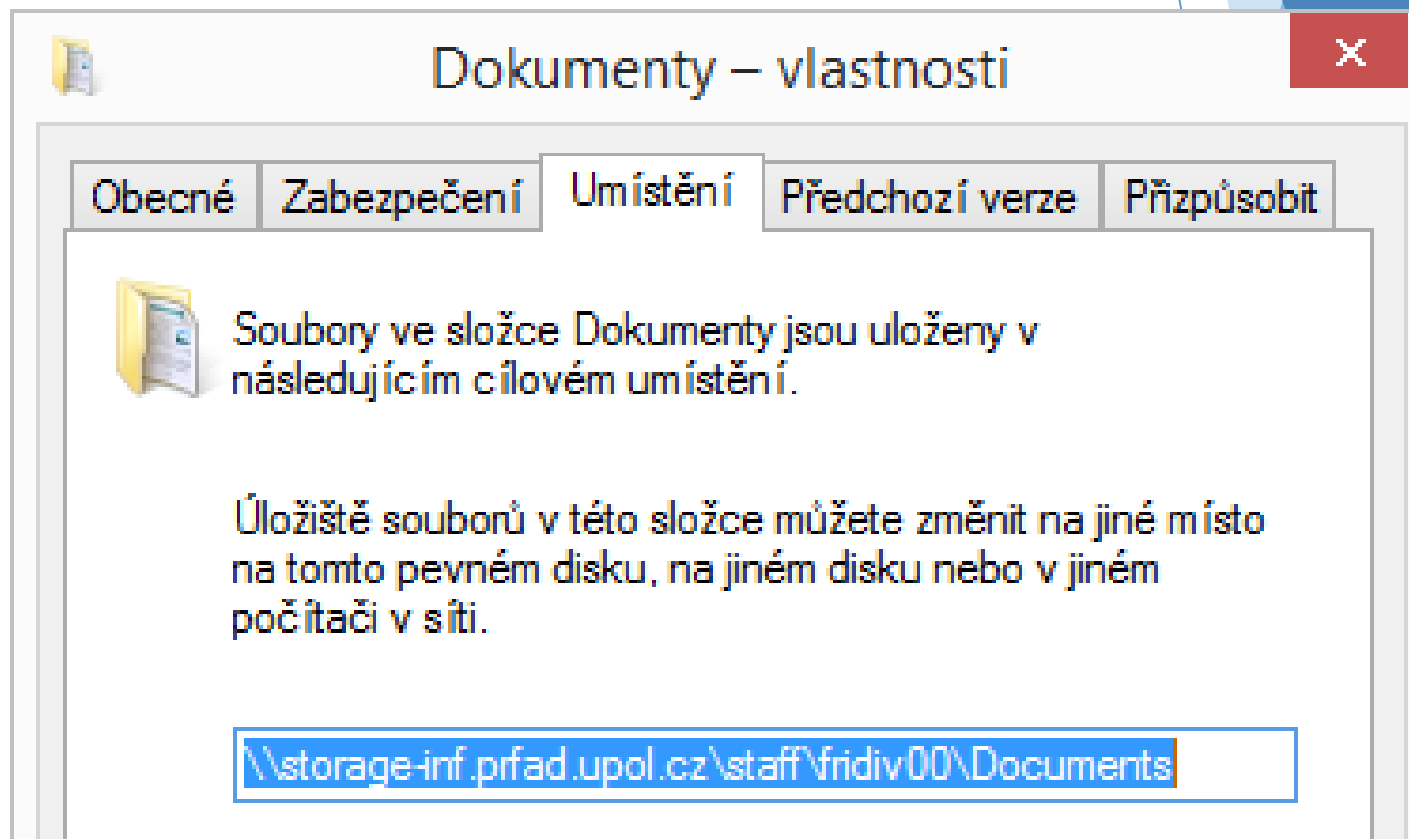 Dokumenty – vlastnosti
Obecné Zabezpečení Umístění Předchozí verze Přizpůsobit
Soubory ve složce Dokumenty jsou uloženy v
následujícím cílovém umístění.
Úložiště souborů v této složce můžete změnit na jiné místo
na tomto pevném disku, na jiném disku nebo v jiném
počítači v síti.
\\storage-inf.prfad.upol.cz\staff\fridiv00\Documents